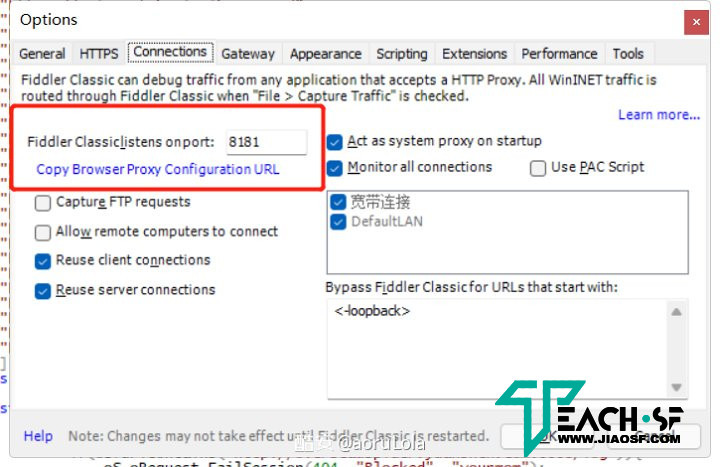 Options
General HTTPS Connections Gateway Appearance Scripting Extensions Performance Tools
Fiddler Classic can debug traffic from any application that accepts a HTTP Proxy. All WinINET traffic is
routed through Fiddler Classic when "File > Capture Traffic" is checked.
Learn more...
Fiddler Classic listens on port: 8181
Copy Browser Proxy Configuration URL
Act as system proxy on startup
Monitor all connections
Use PAC Script
Capture FTP requests
宽带连接
Allow remote computers to connect
DefaultLAN
Reuse client connections
Reuse server connections
Bypass Fiddler Classic for URLs that start with:
<-loopback>
Help
Note: Changes may not take effect until Fiddler Classic is restarted.
@aoruLola
TEACH-SF
WWW.JIAOSF.COM
oS.oRequest.FailSession(404, "Blocked",